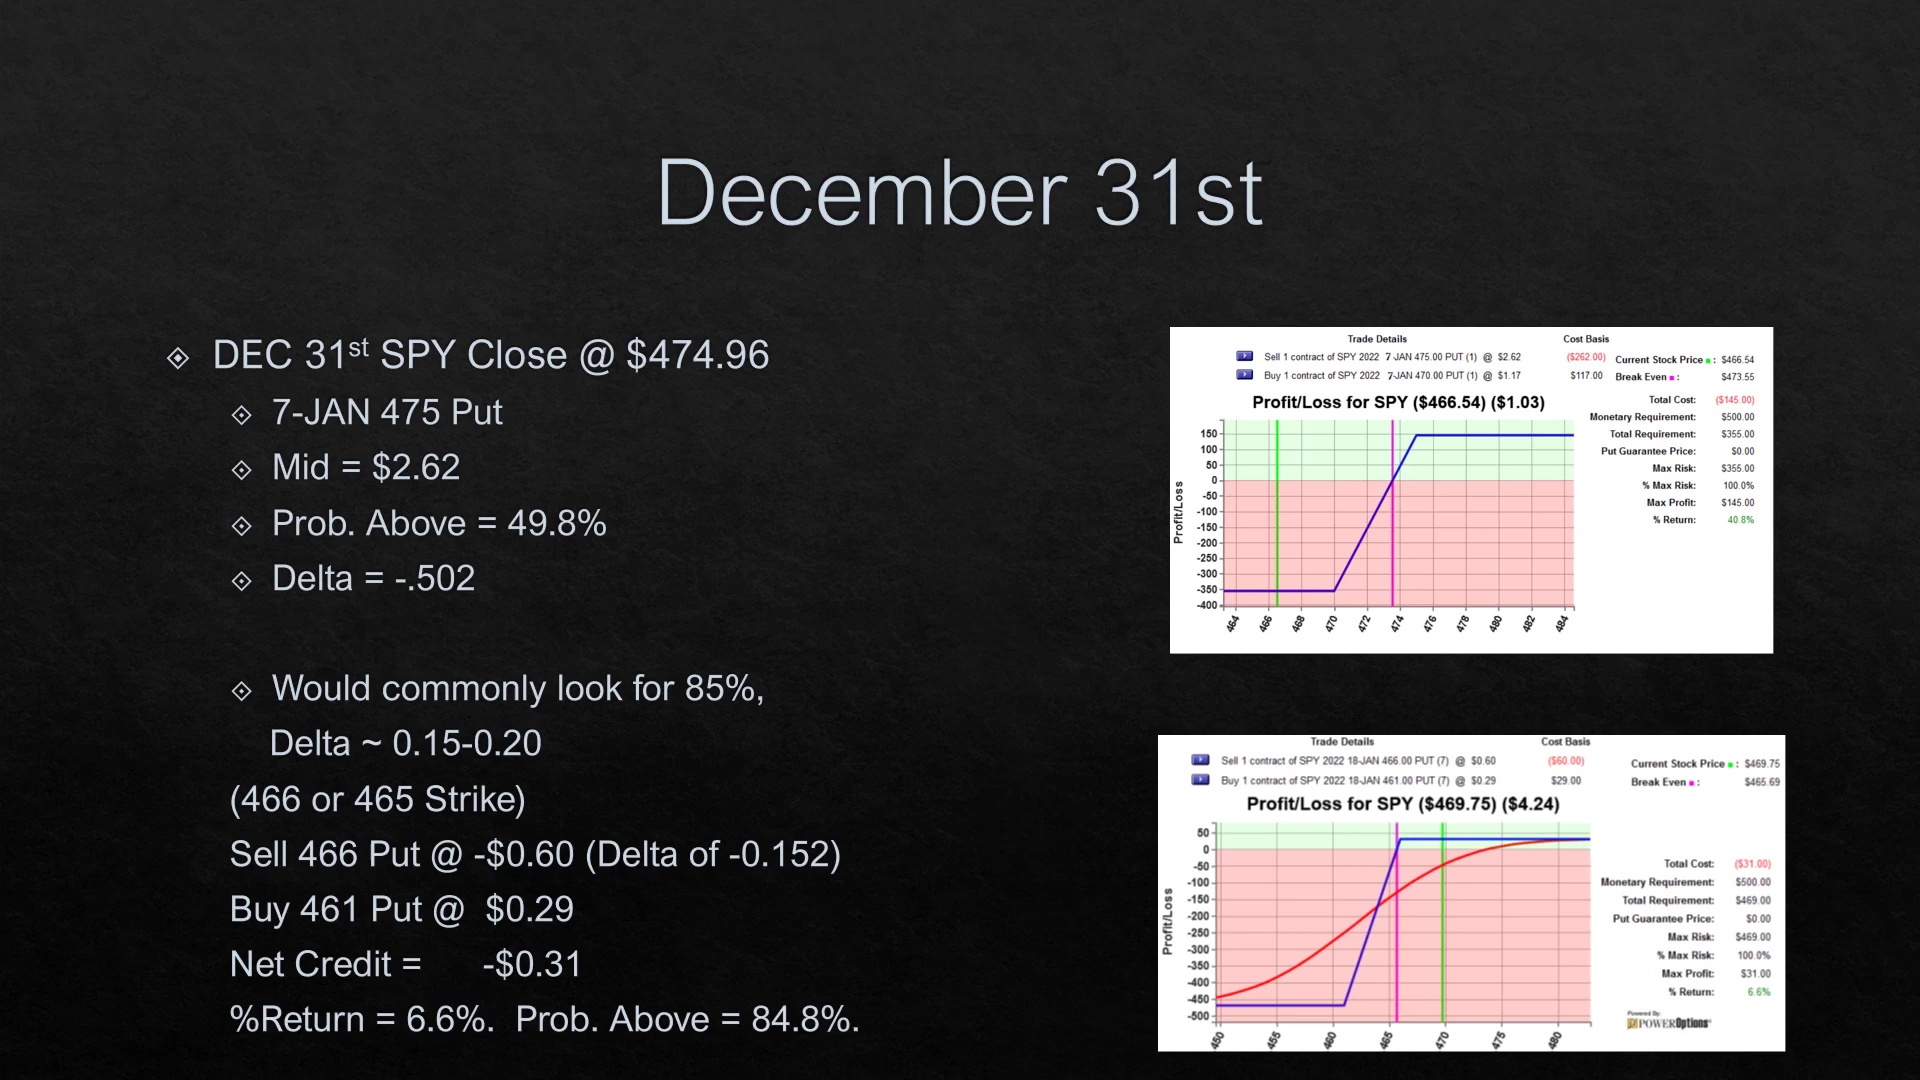 December 31st
DEC 31st SPY Close @ $474.96
7-JAN 475 Put
Mid = $2.62
Prob. Above = 49.8%
Delta = -.502
Would commonly look for 85%,
Delta ~ 0.15-0.20
(466 or 465 Strike)
Sell 466 Put @ -$0.60 (Delta of -0.152)
Buy 461 Put @ $0.29
Net Credit = -$0.31
%Return = 6.6%. Prob. Above = 84.8%.
Trade Details Cost Basis
Sell 1 contract of SPY 2022 7 JAN 475.00 PUT (1) @ $2.62 ($262.00)
Buy 1 contract of SPY 2022 7-JAN 470.00 PUT (1) @ $1.17 $117.00
Current Stock Price : $466.54
Break Even : $473.55
Profit/Loss for SPY ($466.54) ($1.03)
Total Cost: ($145.00)
Monetary Requirement: $500.00
Total Requirement: $355.00
Put Guarantee Price: $0.00
Max Risk: $355.00
% Max Risk: 100.0%
Max Profit: $145.00
% Return: 40.8%
Profit/Loss
150
100
50
0
-50
-100
-150
-200
-250
-300
-350
-400
464 466 468 470 472 474 476 478 480 482 484
Trade Details Cost Basis
Sell 1 contract of SPY 2022 18-JAN 466.00 PUT (7) @ $0.60 ($60.00)
Buy 1 contract of SPY 2022 18-JAN 461.00 PUT (7) @ $0.29 $29.00
Current Stock Price : $469.75
Break Even : $465.69
Profit/Loss for SPY ($469.75) ($4.24)
Total Cost: ($31.00)
Monetary Requirement: $500.00
Total Requirement: $469.00
Put Guarantee Price: $0.00
Max Risk: $469.00
% Max Risk: 100.0%
Max Profit: $31.00
% Return: 6.6%
Profit/Loss
50
0
-50
-100
-150
-200
-250
-300
-350
-400
-450
-500
450 455 460 465 470 475 480
Powered By:
POWEROptions